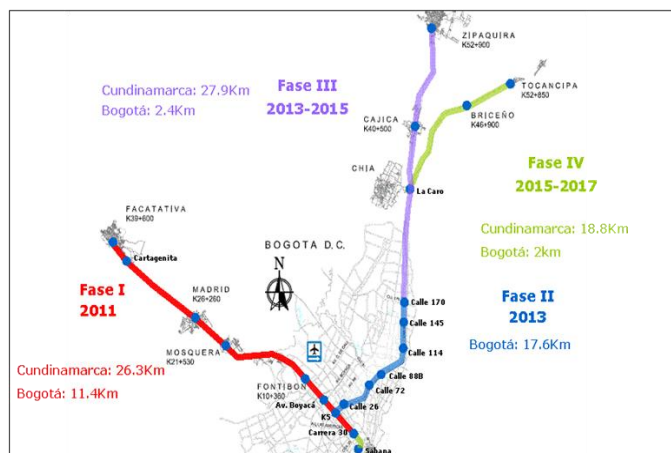 ZIPAQUIRA
K52+900
Fase III
2013-2015
Cundinamarca: 27.9Km
Bogotá: 2.4Km
TOCANCIPA
K52+850
CAJICA
K40+500
BRICEÑO
K46+900
CHIA
La Caro
Fase IV
2015-2017
Cundinamarca: 18.8Km
Bogotá: 2km
FACATATIVA
K39+600
Cartagenita
BOGOTA D.C.
N
Fase I
2011
MADRID
K26+260
MOSQUERA
K21+530
Cundinamarca: 26.3Km
Bogotá: 11.4Km
Calle 170
Calle 145
Calle 114
Fase II
2013
Bogotá: 17.6Km
FONTIBON
K10+360
Calle 88B
Calle 72
Av. Boyacá
Calle 26
K5
Carrera 30
Sabana